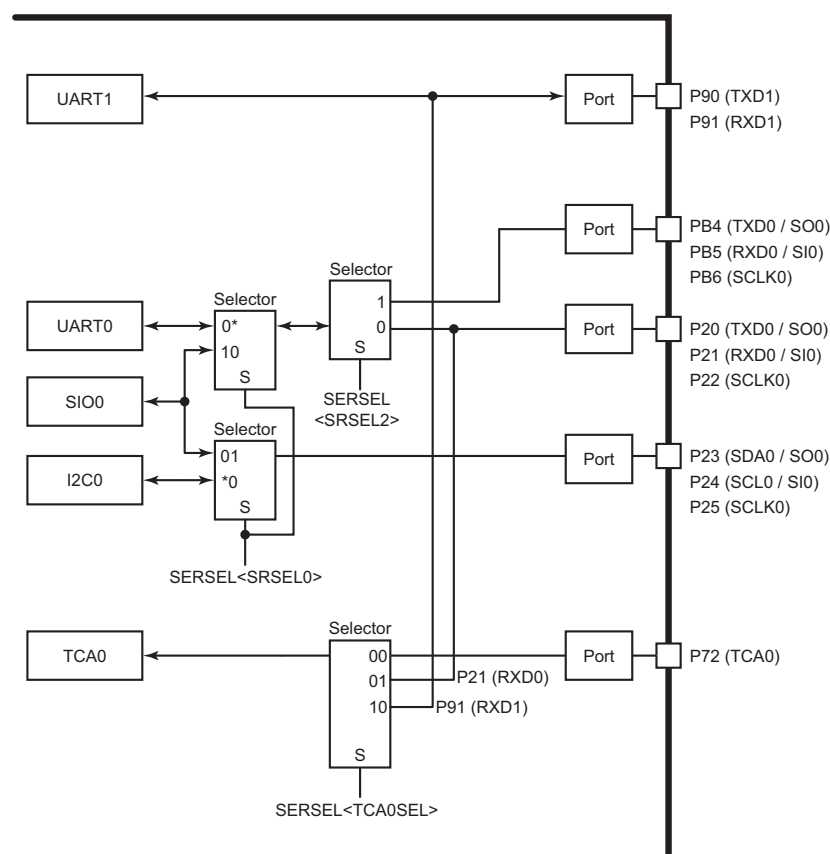 UART1
Port
P90 (TXD1)
P91 (RXD1)
Port
PB4 (TXD0 / SO0)
PB5 (RXD0 / SI0)
PB6 (SCLK0)
Selector
1
0
S
SERSEL
<SRSEL2>
Selector
0*
10
S
UART0
Port
P20 (TXD0 / SO0)
P21 (RXD0 / SI0)
P22 (SCLK0)
SIO0
Selector
01
*0
S
I2C0
Port
P23 (SDA0 / SO0)
P24 (SCL0 / SI0)
P25 (SCLK0)
SERSEL<SRSEL0>
Selector
TCA0
00
01
10
S
P21 (RXD0)
P91 (RXD1)
Port
P72 (TCA0)
SERSEL<TCA0SEL>